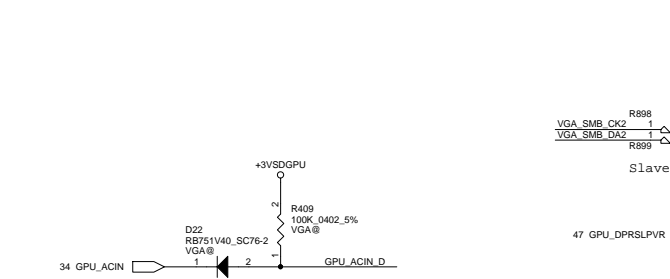 R898
VGA_SMB_CK2 1
VGA_SMB_DA2 1
R899
Slave
+3VSDGPU
2
R409
100K_0402_5%
VGA@
1
47 GPU_DPRSLPVR
D22
RB751V40_SC76-2
VGA@
34 GPU_ACIN 1 2 GPU_ACIN_D